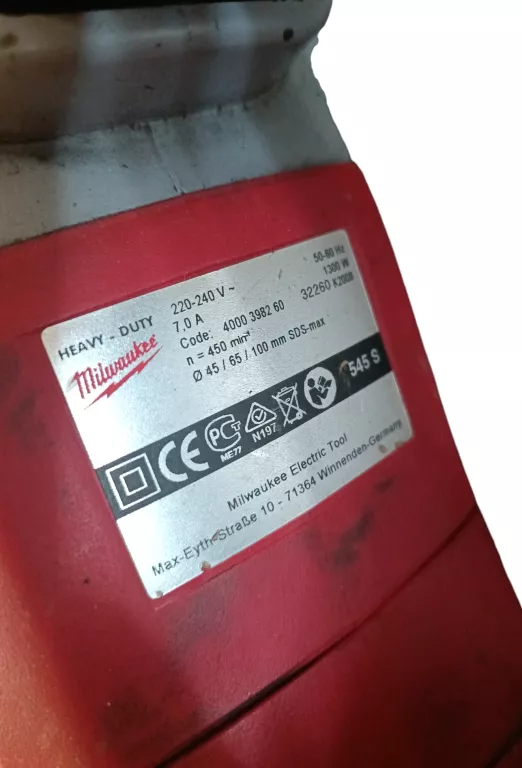 HEAVY - DUTY
Milwaukee
220-240 V~ 50-60 Hz
7,0 A 1300 W
Code: 4000 3982 60 32260 K2008
n = 450 min⁻¹
Ø 45 / 65 / 100 mm SDS-max
CE PCT ME77 N197 545 S
Milwaukee Electric Tool
Max-Eyth-Straße 10 - 71364 Winnenden-Germany